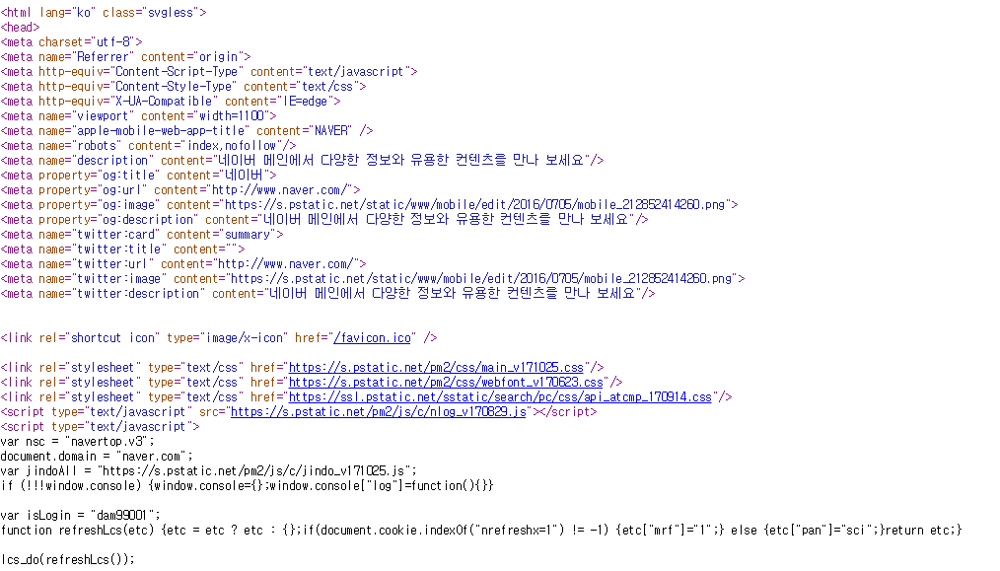 <html lang="ko" class="svgless">
<head>
<meta charset="utf-8">
<meta name="Referrer" content="origin">
<meta http-equiv="Content-Script-Type" content="text/javascript">
<meta http-equiv="Content-Style-Type" content="text/css">
<meta http-equiv="X-UA-Compatible" content="IE=edge">
<meta name="viewport" content="width=1100">
<meta name="apple-mobile-web-app-title" content="NAVER" />
<meta name="robots" content="index,nofollow"/>
<meta name="description" content="네이버 메인에서 다양한 정보와 유용한 컨텐츠를 만나 보세요"/>
<meta property="og:title" content="네이버">
<meta property="og:url" content="http://www.naver.com/">
<meta property="og:image" content="https://s.pstatic.net/static/www/mobile/edit/2016/0705/mobile_212852414260.png">
<meta property="og:description" content="네이버 메인에서 다양한 정보와 유용한 컨텐츠를 만나 보세요"/>
<meta name="twitter:card" content="summary">
<meta name="twitter:title" content="">
<meta name="twitter:url" content="http://www.naver.com/">
<meta name="twitter:image" content="https://s.pstatic.net/static/www/mobile/edit/2016/0705/mobile_212852414260.png">
<meta name="twitter:description" content="네이버 메인에서 다양한 정보와 유용한 컨텐츠를 만나 보세요"/>
<link rel="shortcut icon" type="image/x-icon" href="/favicon.ico" />
<link rel="stylesheet" type="text/css" href="https://s.pstatic.net/pm2/css/main_v171025.css"/>
<link rel="stylesheet" type="text/css" href="https://s.pstatic.net/pm2/css/webfont_v170623.css"/>
<link rel="stylesheet" type="text/css" href="https://ssl.pstatic.net/sstatic/search/pc/css/api_atcmp_170914.css"/>
<script type="text/javascript" src="https://s.pstatic.net/pm2/js/c/nlog_v170829.js"></script>
<script type="text/javascript">
var nsc = "navertop.v3";
document.domain = "naver.com";
var jindoAll = "https://s.pstatic.net/pm2/js/c/jindo_v171025.js";
if (!!!window.console) {window.console={};window.console["log"]=function(){}}
var isLogin = "dam99001";
function refreshLcs(etc) {etc = etc ? etc : {};if(document.cookie.indexOf("nrefreshx=1") != -1) {etc["mrf"]="1";} else {etc["pan"]="sci";}return etc;}
lcs_do(refreshLcs());